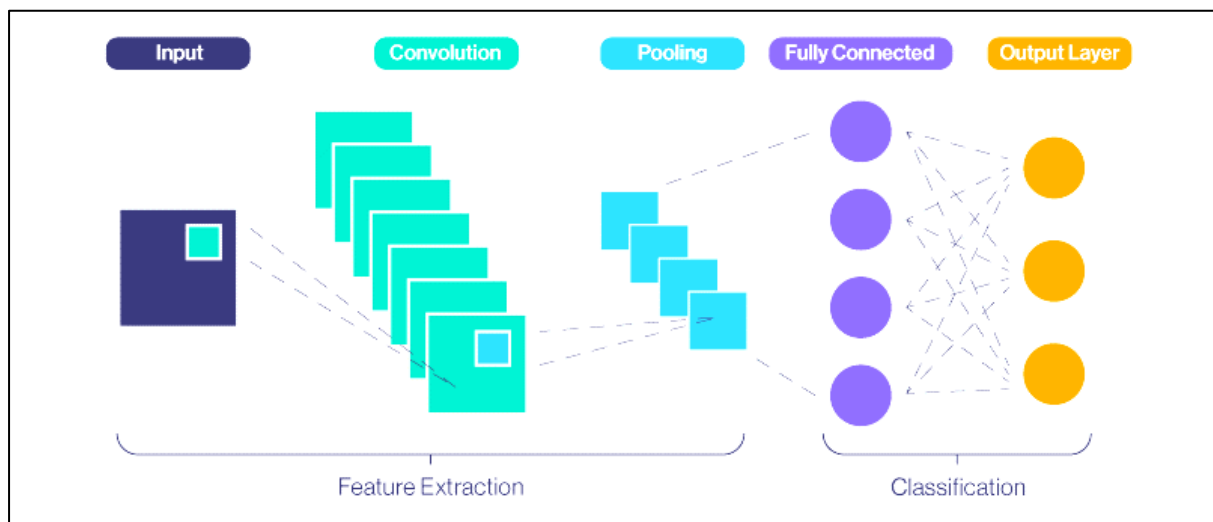 Input
Convolution
Pooling
Fully Connected
Output Layer
Feature Extraction
Classification